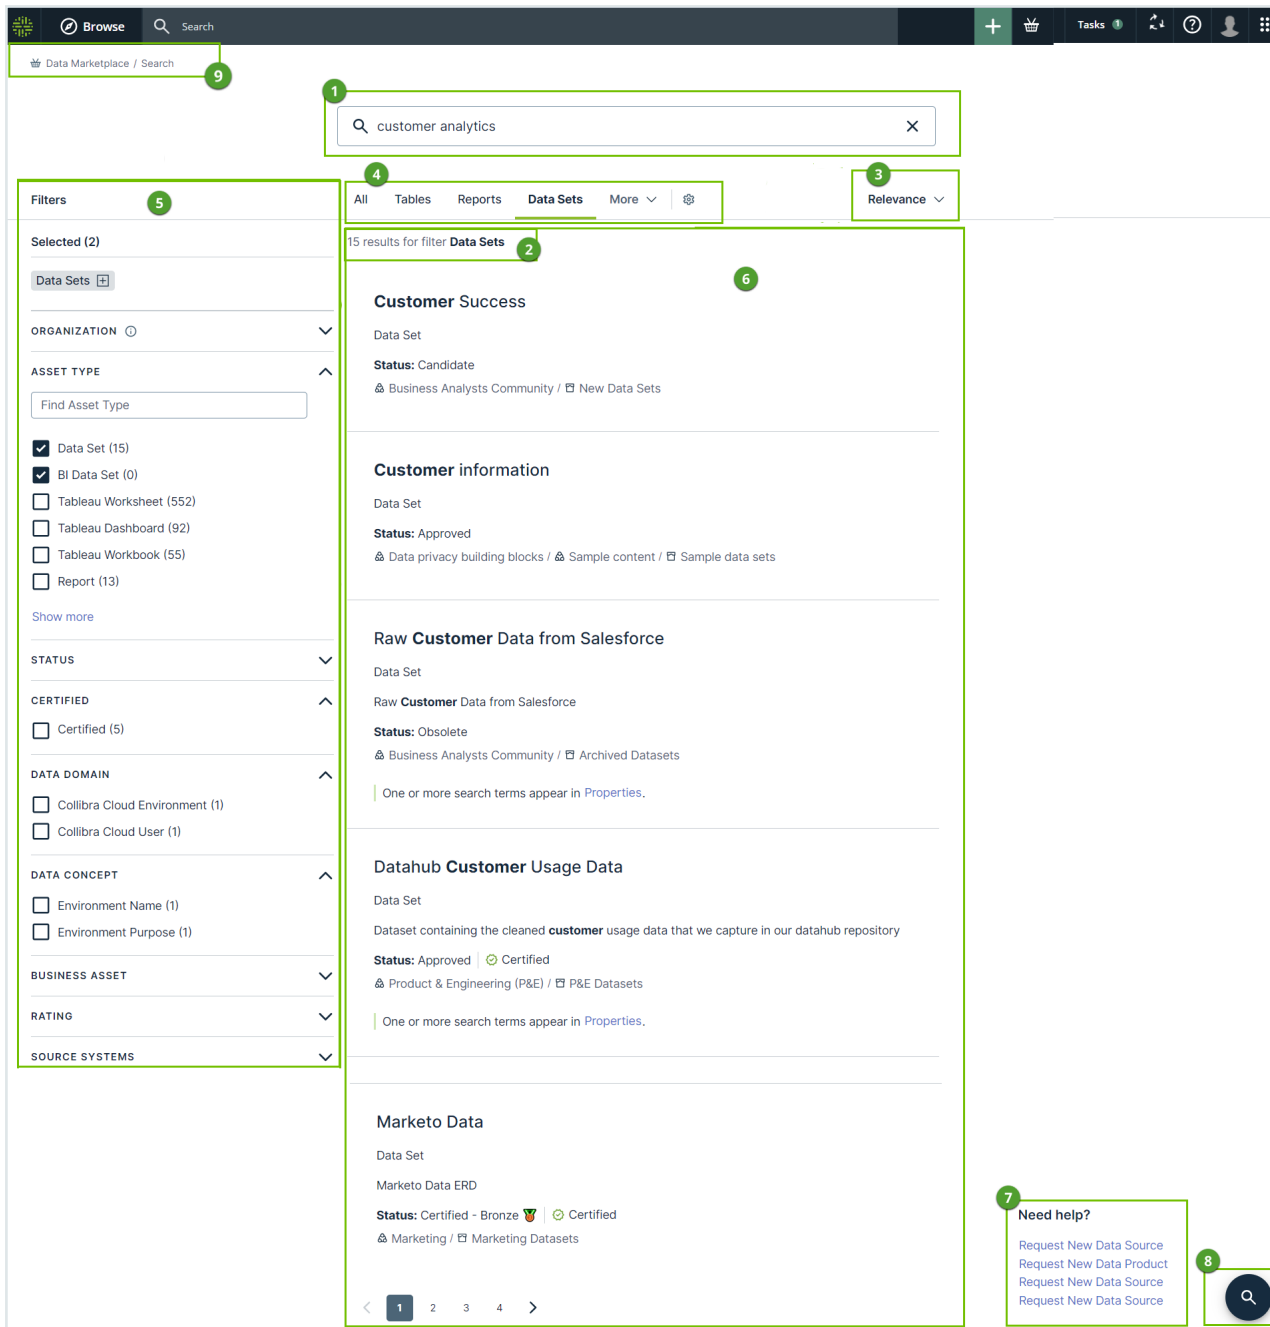 Browse
Search
Tasks 1
Data Marketplace / Search
9
1
customer analytics
5
4
3
Filters
All Tables Reports Data Sets More
Relevance
Selected (2)
15 results for filter Data Sets
2
6
Data Sets
ORGANIZATION
ASSET TYPE
Find Asset Type
Data Set (15)
BI Data Set (0)
Tableau Worksheet (552)
Tableau Dashboard (92)
Tableau Workbook (55)
Report (13)
Show more
STATUS
CERTIFIED
Certified (5)
DATA DOMAIN
Collibra Cloud Environment (1)
Collibra Cloud User (1)
DATA CONCEPT
Environment Name (1)
Environment Purpose (1)
BUSINESS ASSET
RATING
SOURCE SYSTEMS
Customer Success
Data Set
Status: Candidate
Business Analysts Community / New Data Sets
Customer information
Data Set
Status: Approved
Data privacy building blocks / Sample content / Sample data sets
Raw Customer Data from Salesforce
Data Set
Raw Customer Data from Salesforce
Status: Obsolete
Business Analysts Community / Archived Datasets
One or more search terms appear in Properties.
Datahub Customer Usage Data
Data Set
Dataset containing the cleaned customer usage data that we capture in our datahub repository
Status: Approved Certified
Product & Engineering (P&E) / P&E Datasets
One or more search terms appear in Properties.
Marketo Data
Data Set
Marketo Data ERD
Status: Certified - Bronze Certified
Marketing / Marketing Datasets
1 2 3 4
7
Need help?
Request New Data Source
Request New Data Product
Request New Data Source
Request New Data Source
8